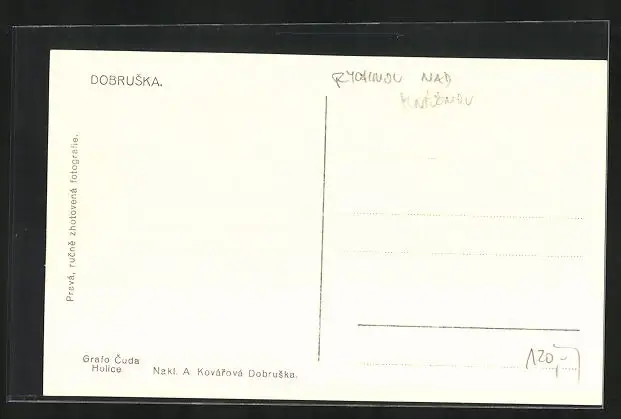 DOBRUŠKA.
RYCHNOV NAD
KNĚŽNOU
Pravá, ručně zhotovená fotografie.
Grafo Čuda
Holice
Nakl. A Kovářová Dobruška.
120,-